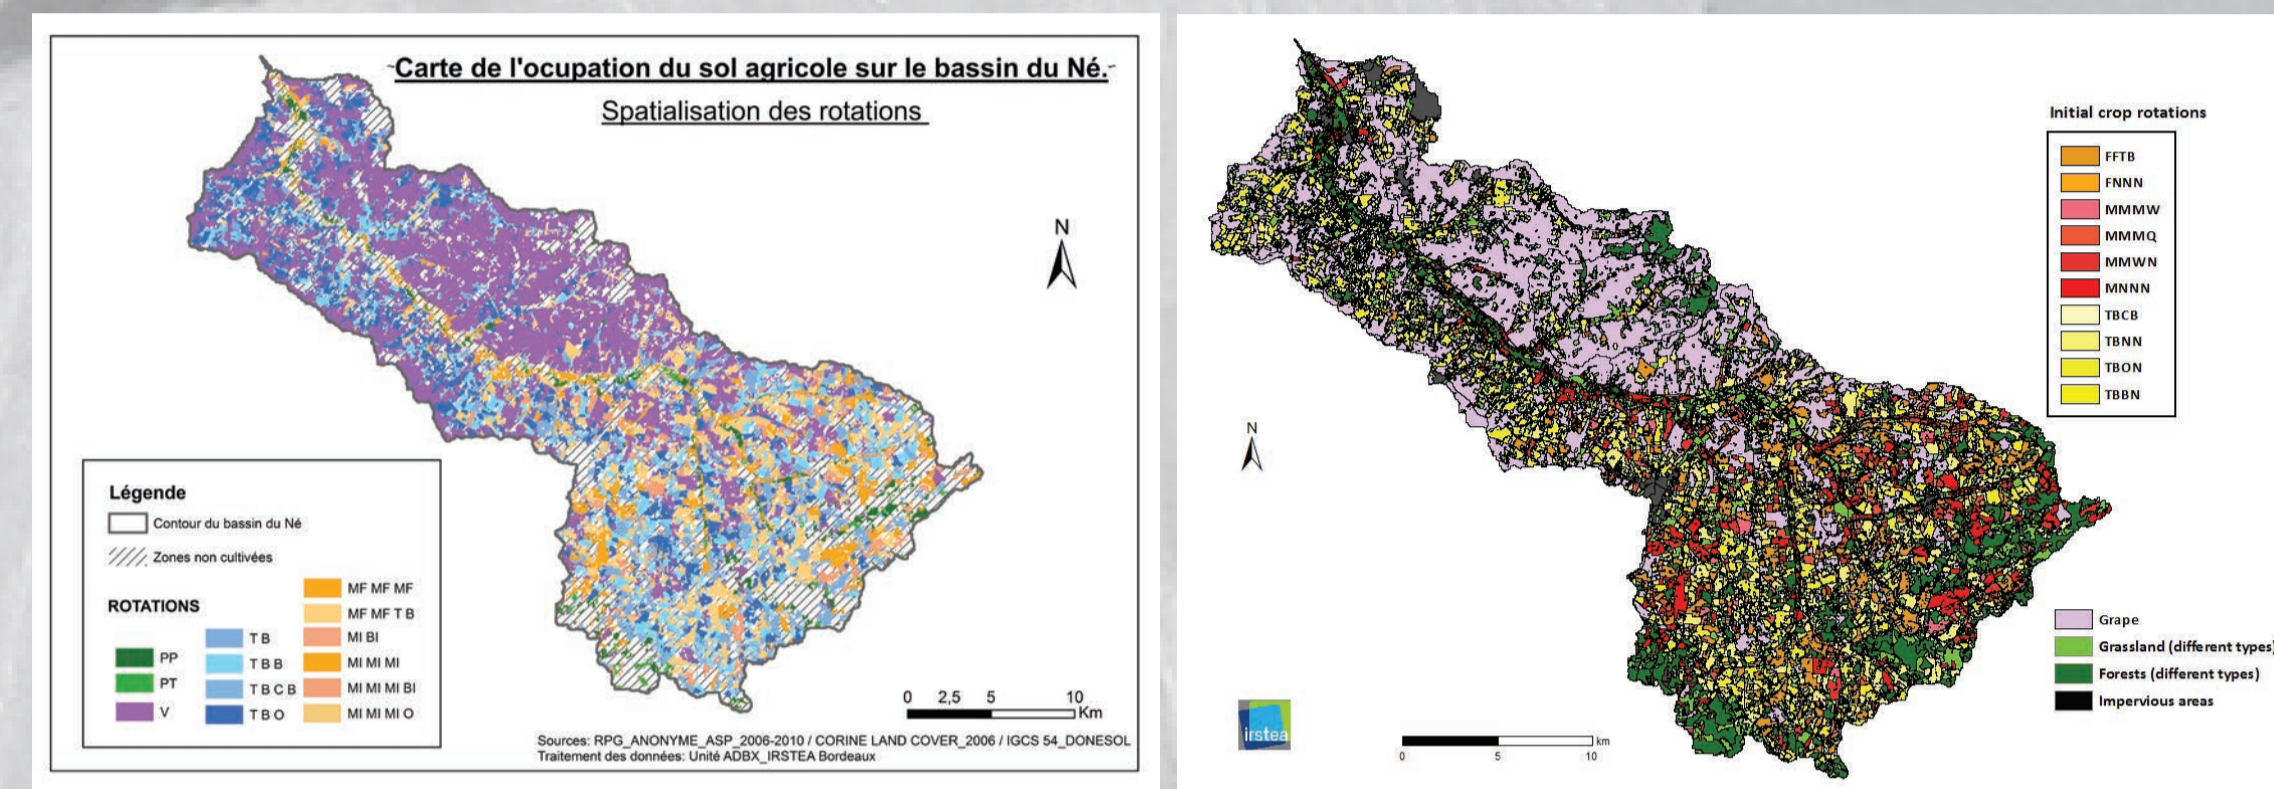 Carte de l'ocupation du sol agricole sur le bassin du Né.
Spatialisation des rotations
N
Légende
Contour du bassin du Né
Zones non cultivées
ROTATIONS
PP
PT
V
T B
T B B
T B C B
T B O
MF MF MF
MF MF T B
MI BI
MI MI MI
MI MI MI BI
MI MI MI O
0 2,5 5 10
Km
Sources: RPG_ANONYME_ASP_2006-2010 / CORINE LAND COVER_2006 / IGCS 54_DONESOL
Traitement des données: Unité ADBX_IRSTEA Bordeaux
Initial crop rotations
FFTB
FNNN
MMMW
MMMQ
MMWN
MNNN
TBCB
TBNN
TBON
TBBN
N
Grape
Grassland (different types)
Forests (different types)
Impervious areas
irstea
km
0 5 10